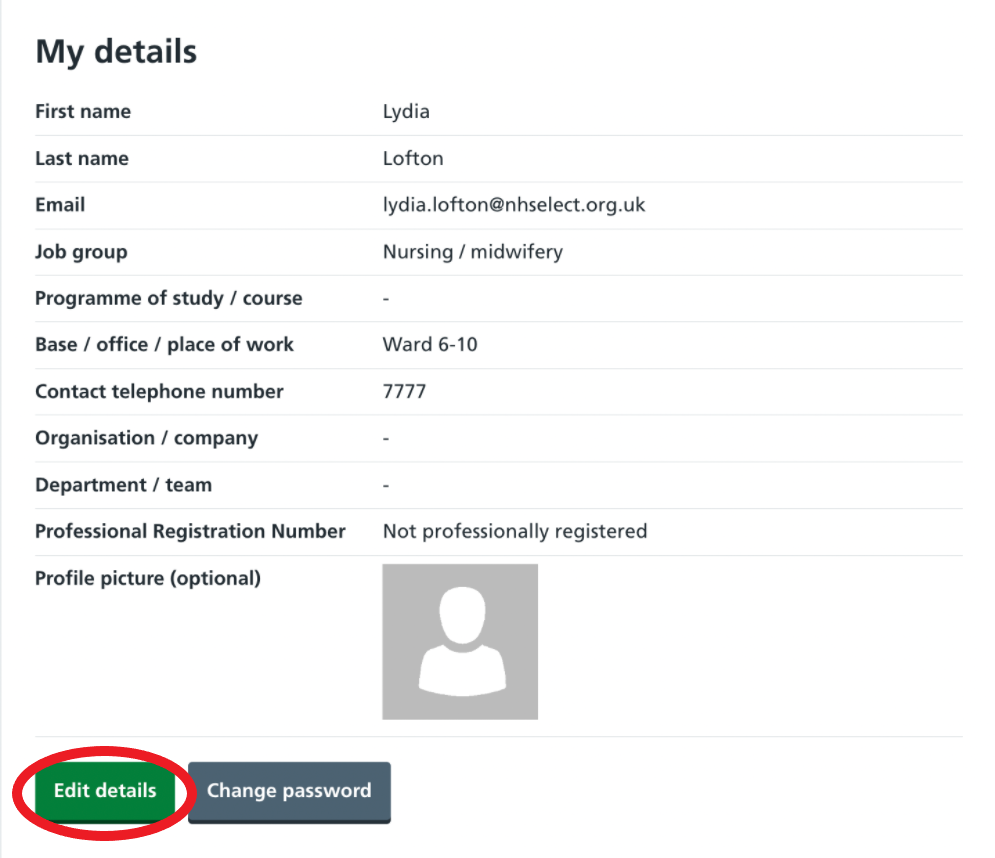 My details
First name Lydia
Last name Lofton
Email lydia.lofton@nhselect.org.uk
Job group Nursing / midwifery
Programme of study / course -
Base / office / place of work Ward 6-10
Contact telephone number 7777
Organisation / company -
Department / team -
Professional Registration Number Not professionally registered
Profile picture (optional)
Edit details Change password